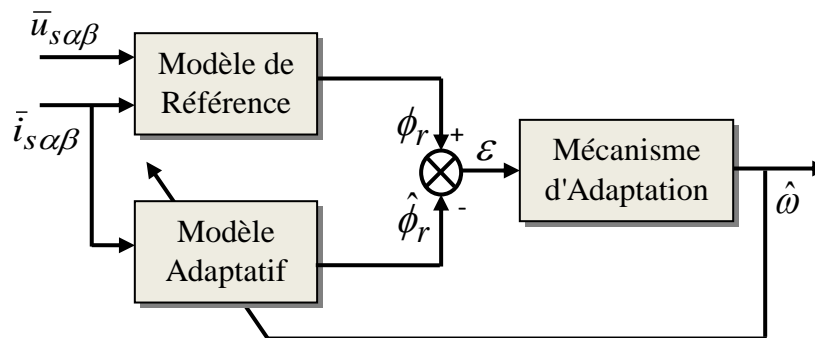 ū_sαβ
Modèle de
Référence
ī_sαβ
ϕ_r
+
ε
Mécanisme
d'Adaptation
ω̂
ϕ̂_r
-
Modèle
Adaptatif